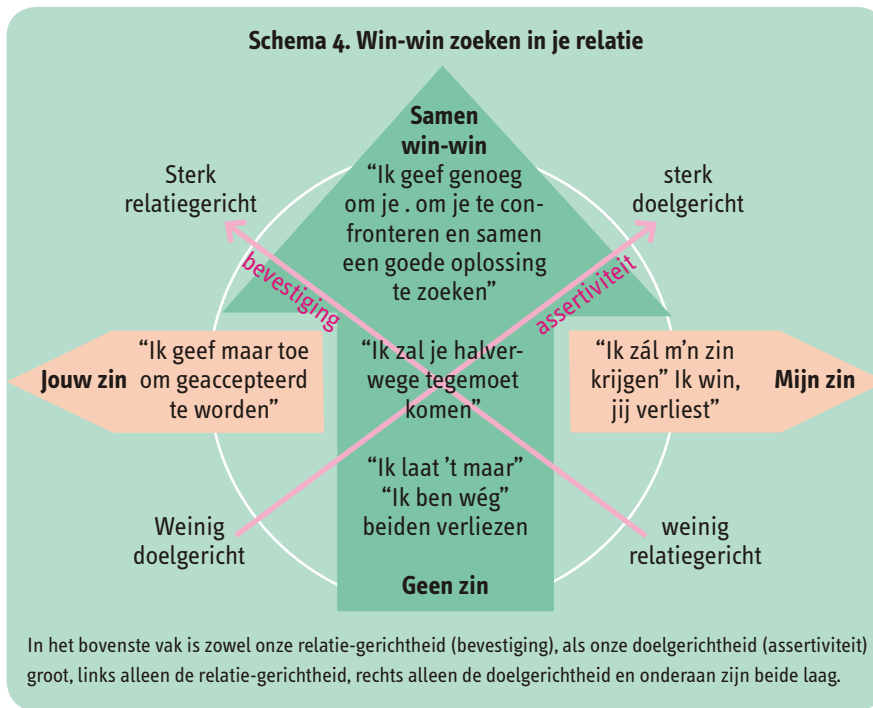 Schema 4. Win-win zoeken in je relatie
Samen
win-win
“Ik geef genoeg
om je . om je te con-
fronteren en samen
een goede oplossing
te zoeken”
Sterk
relatiegericht
sterk
doelgericht
bevestiging
assertiviteit
Jouw zin
“Ik geef maar toe
om geaccepteerd
te worden”
“Ik zal je halver-
wege tegemoet
komen”
“Ik zál m’n zin
krijgen” Ik win,
jij verliest”
Mijn zin
“Ik laat ’t maar”
“Ik ben wég”
beiden verliezen
Weinig
doelgericht
weinig
relatiegericht
Geen zin
In het bovenste vak is zowel onze relatie-gerichtheid (bevestiging), als onze doelgerichtheid (assertiviteit)
groot, links alleen de relatie-gerichtheid, rechts alleen de doelgerichtheid en onderaan zijn beide laag.